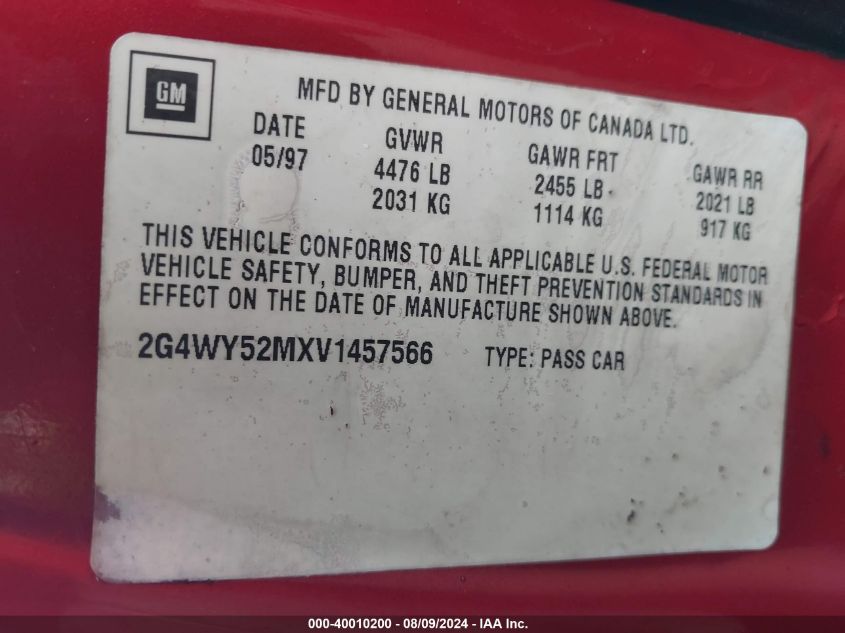 GM
MFD BY GENERAL MOTORS OF CANADA LTD.
DATE GVWR GAWR FRT GAWR RR
05/97 4476 LB 2455 LB 2021 LB
2031 KG 1114 KG 917 KG
THIS VEHICLE CONFORMS TO ALL APPLICABLE U.S. FEDERAL MOTOR
VEHICLE SAFETY, BUMPER, AND THEFT PREVENTION STANDARDS IN
EFFECT ON THE DATE OF MANUFACTURE SHOWN ABOVE.
2G4WY52MXV1457566 TYPE: PASS CAR
000-40010200 - 08/09/2024 - IAA Inc.